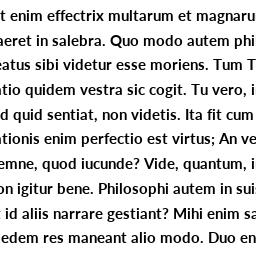 t enim effectrix multarum et magnaru
aeret in salebra. Quo modo autem phi
eatus sibi videtur esse moriens. Tum T
atio quidem vestra sic cogit. Tu vero, i
d quid sentiat, non videtis. Ita fit cum
ationis enim perfectio est virtus; An ve
emne, quod iucunde? Vide, quantum, i
on igitur bene. Philosophi autem in sui
t id aliis narrare gestiant? Mihi enim sa
aedem res maneant alio modo. Duo en